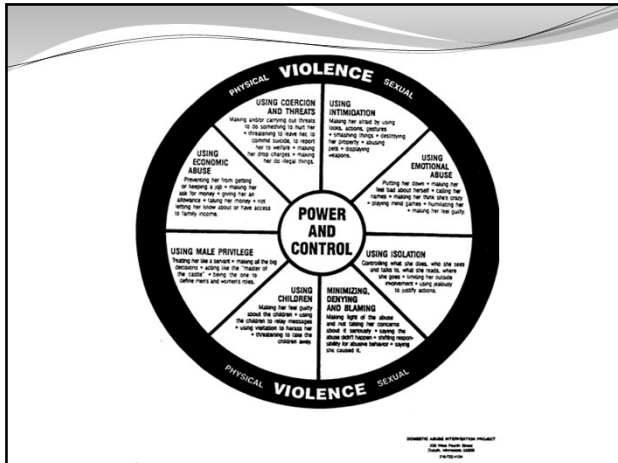 PHYSICAL VIOLENCE SEXUAL
USING COERCION
AND THREATS
Making and/or carrying out threats
to do something to hurt her
• threatening to leave her, to
commit suicide, to report
her to welfare • making
her drop charges • making
her do illegal things.
USING
INTIMIDATION
Making her afraid by using
looks, actions, gestures
• smashing things • destroying
her property • abusing
pets • displaying
weapons.
USING
EMOTIONAL
ABUSE
Putting her down • making her
feel bad about herself • calling her
names • making her think she's crazy
• playing mind games • humiliating her
• making her feel guilty.
USING ISOLATION
Controlling what she does, who she sees
and talks to, what she reads, where
she goes • limiting her outside
involvement • using jealousy
to justify actions.
MINIMIZING,
DENYING
AND BLAMING
Making light of the abuse
and not taking her concerns
about it seriously • saying the
abuse didn't happen • shifting respon-
sibility for abusive behavior • saying
she caused it.
USING
CHILDREN
Making her feel guilty
about the children • using
the children to relay messages
• using visitation to harass her
• threatening to take the
children away.
USING MALE PRIVILEGE
Treating her like a servant • making all the big
decisions • acting like the "master of
the castle" • being the one to
define men's and women's roles.
USING
ECONOMIC
ABUSE
Preventing her from getting
or keeping a job • making her
ask for money • giving her an
allowance • taking her money • not
letting her know about or have access
to family income.
POWER
AND
CONTROL
PHYSICAL VIOLENCE SEXUAL
DOMESTIC ABUSE INTERVENTION PROJECT
West Fourth Street
Duluth, Minnesota